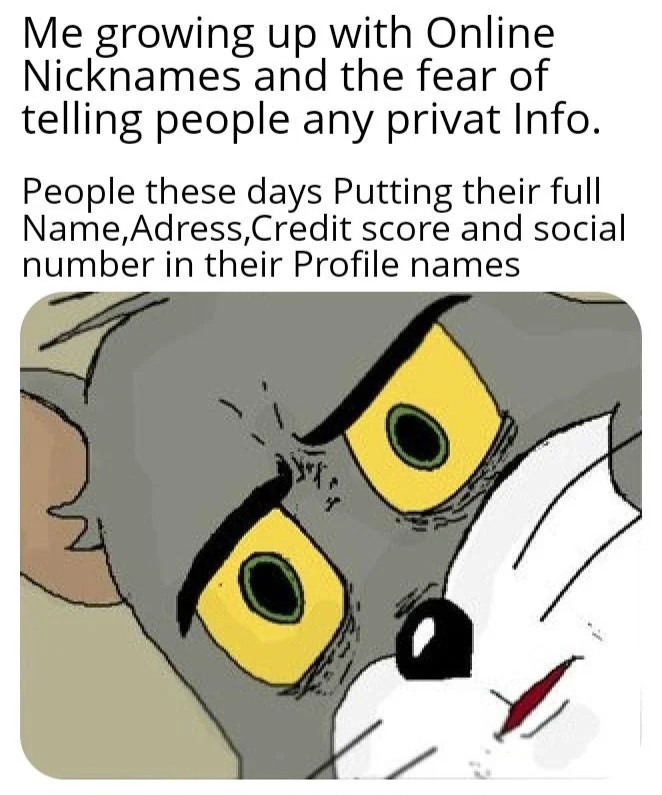 Me growing up with Online
Nicknames and the fear of
telling people any privat Info.
People these days Putting their full
Name,Adress,Credit score and social
number in their Profile names